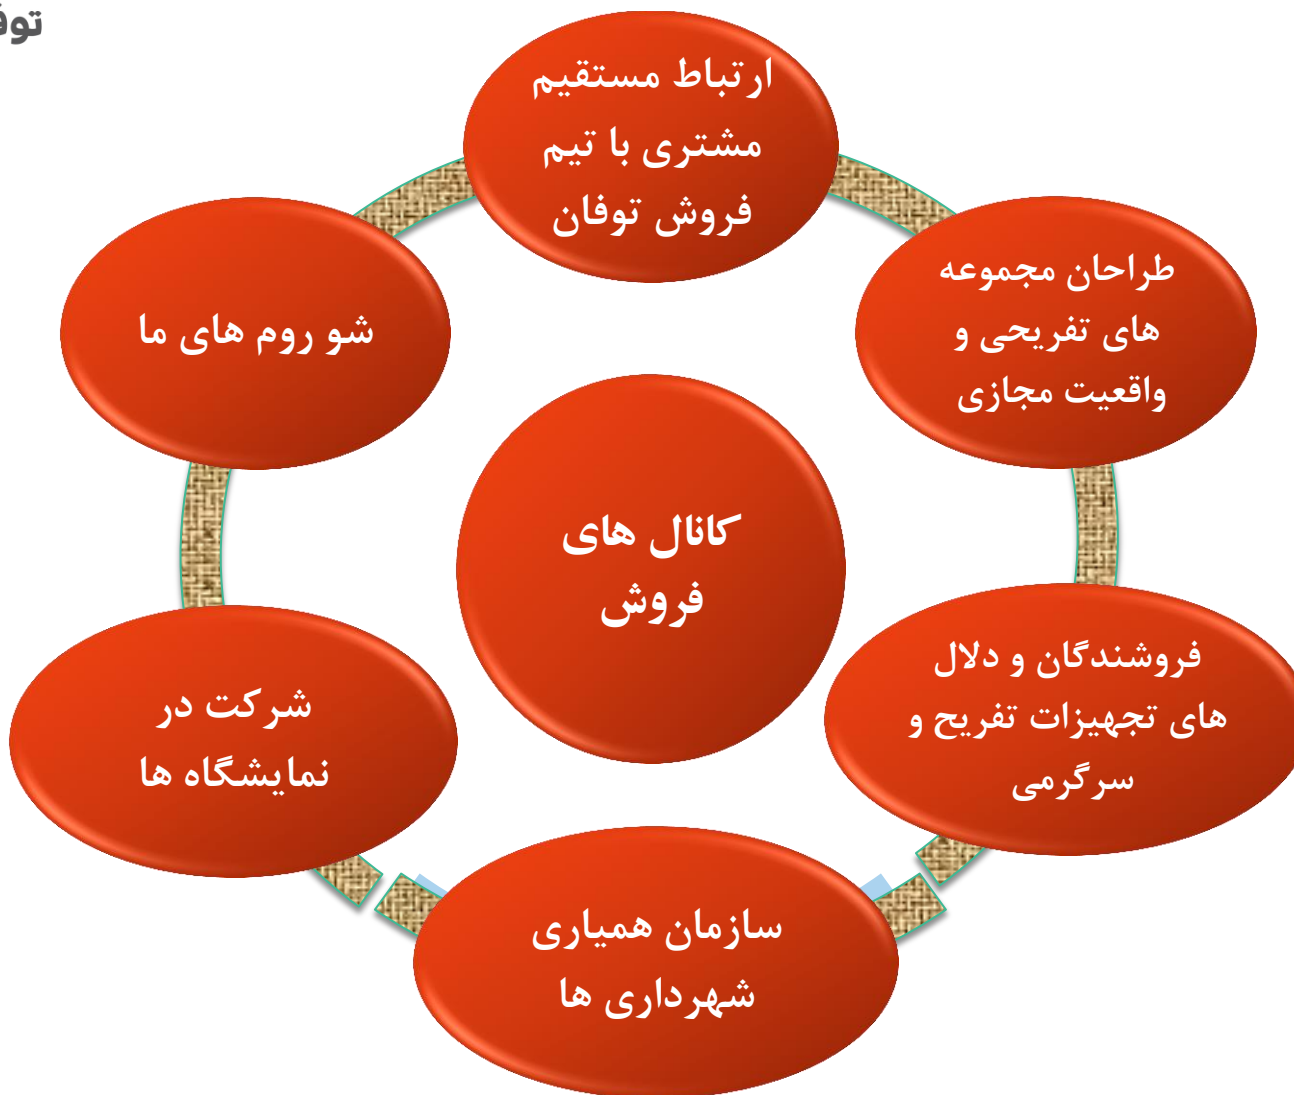 ارتباط مستقیم
مشتری با تیم
فروش توفان
طراحان مجموعه
های تفریحی و
واقعیت مجازی
فروشندگان و دلال
های تجهیزات تفریح و
سرگرمی
سازمان همیاری
شهرداری ها
شرکت در
نمایشگاه ها
شو روم های ما
کانال های
فروش